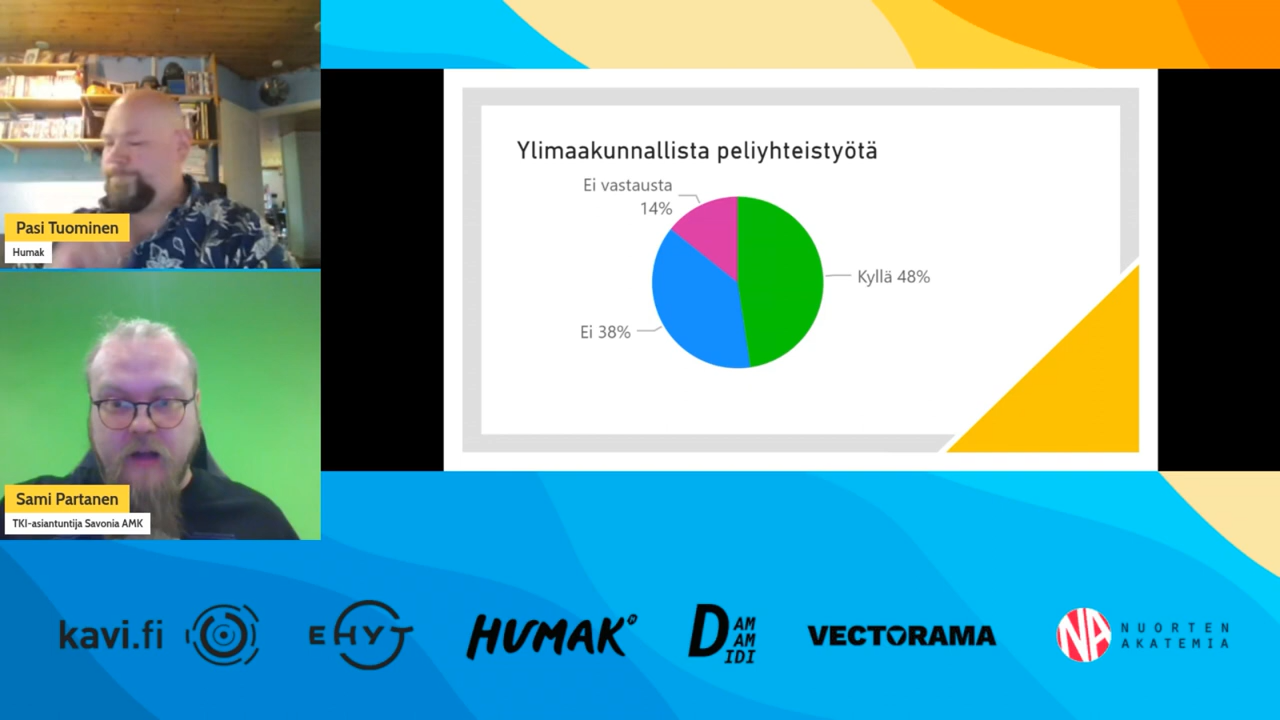 Pasi Tuominen
Humak
Sami Partanen
TKI-asiantuntija Savonia AMK
Ylimaakunnallista peliyhteistyötä
Ei vastausta
14%
Kyllä 48%
Ei 38%
kavi.fi
EHYT
HUMAK
DAM
AM
IDI
VECTORAMA
NA
NUORTEN
AKATEMIA